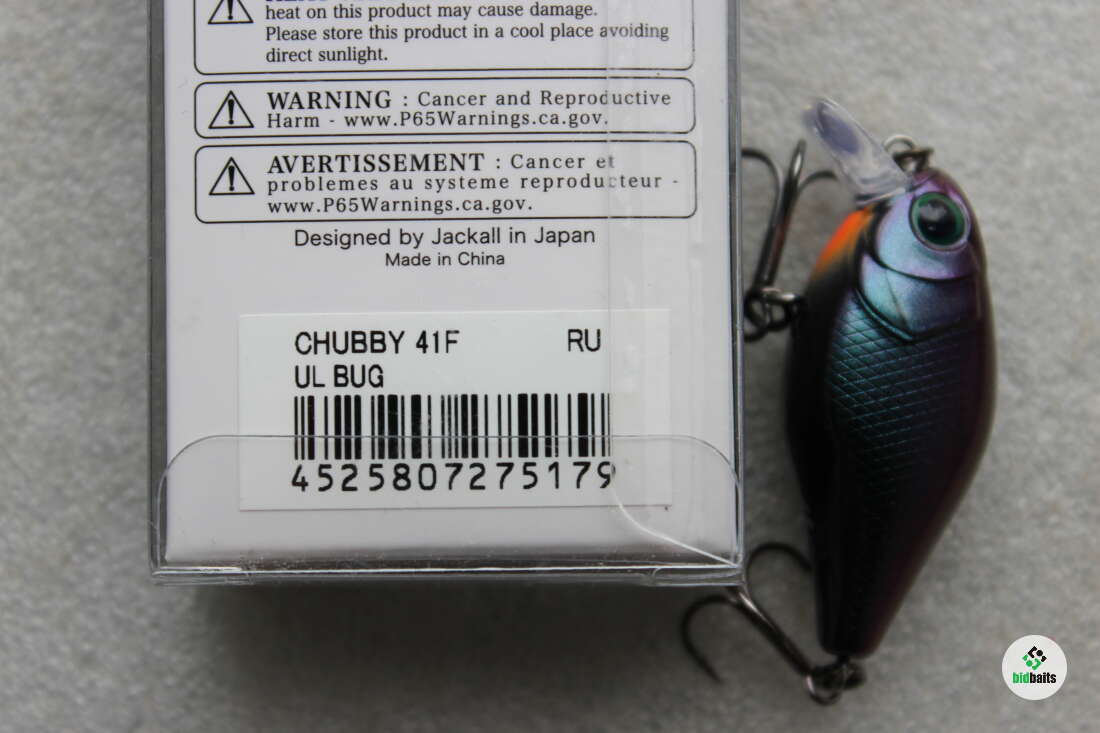 heat on this product may cause damage.
Please store this product in a cool place avoiding
direct sunlight.
WARNING : Cancer and Reproductive
Harm - www.P65Warnings.ca.gov.
AVERTISSEMENT : Cancer et
problemes au systeme reproducteur -
www.P65Warnings.ca.gov.
Designed by Jackall in Japan
Made in China
CHUBBY 41F RU
UL BUG
4525807275179
bidbaits